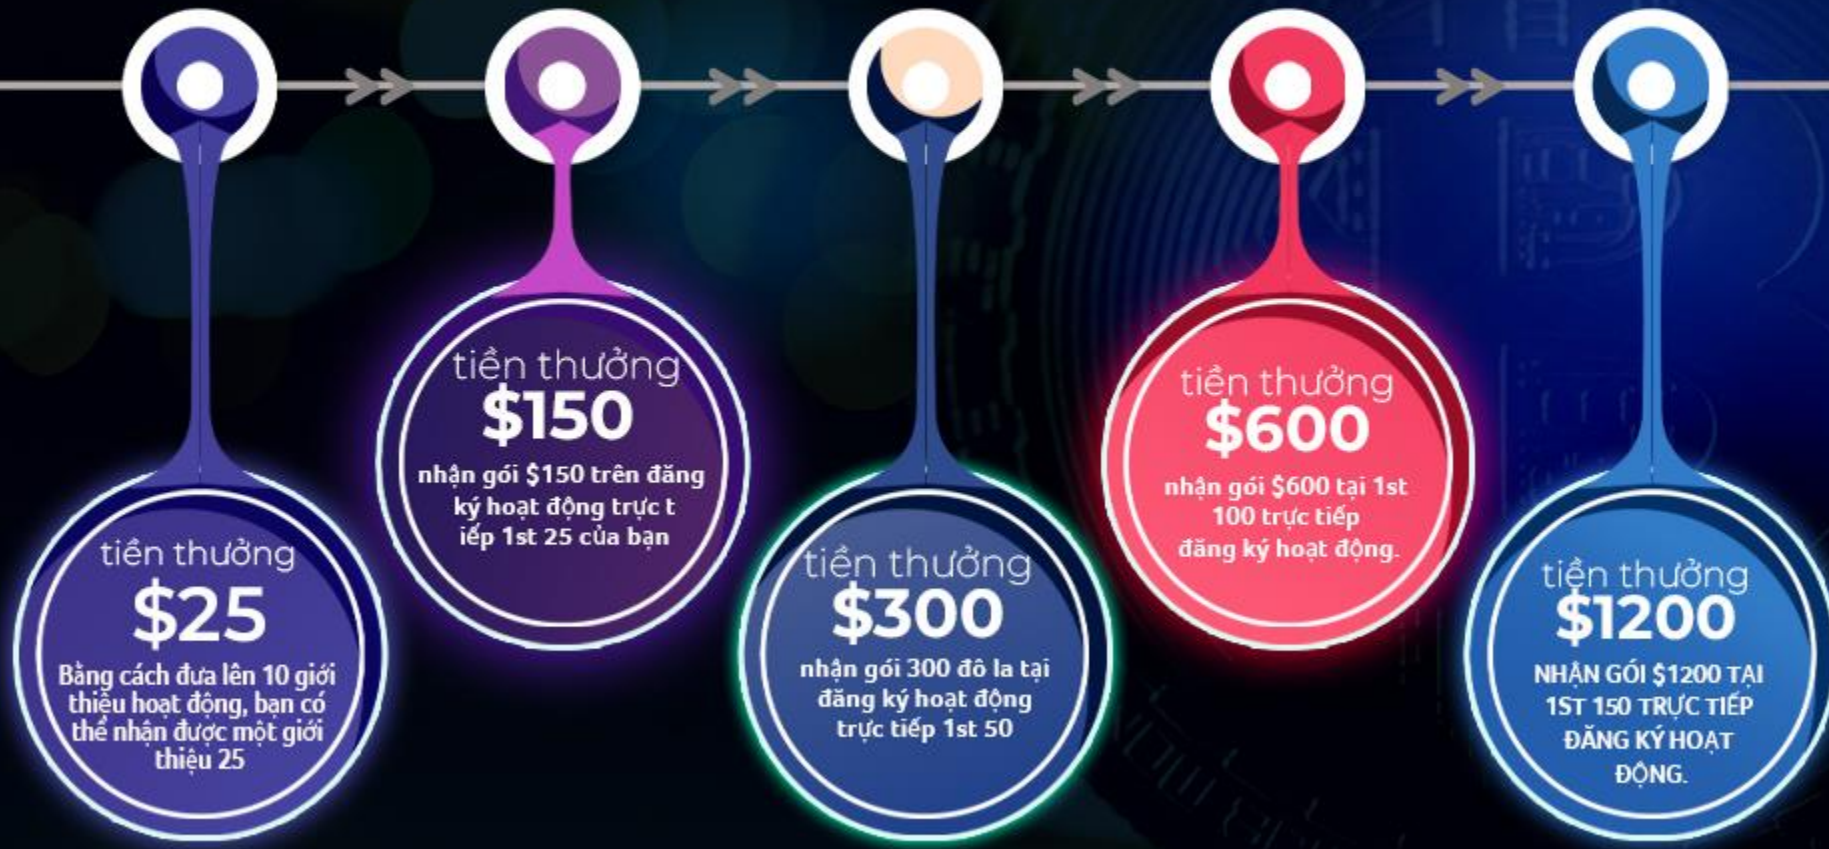 tiền thưởng
$25
Bằng cách đưa lên 10 giới
thiệu hoạt động, bạn có
thể nhận được một giới
thiệu 25
tiền thưởng
$150
nhận gói $150 trên đăng
ký hoạt động trực t
iếp 1st 25 của bạn
tiền thưởng
$300
nhận gói 300 đô la tại
đăng ký hoạt động
trực tiếp 1st 50
tiền thưởng
$600
nhận gói $600 tại 1st
100 trực tiếp
đăng ký hoạt động.
tiền thưởng
$1200
NHẬN GÓI $1200 TẠI
1ST 150 TRỰC TIẾP
ĐĂNG KÝ HOẠT
ĐỘNG.